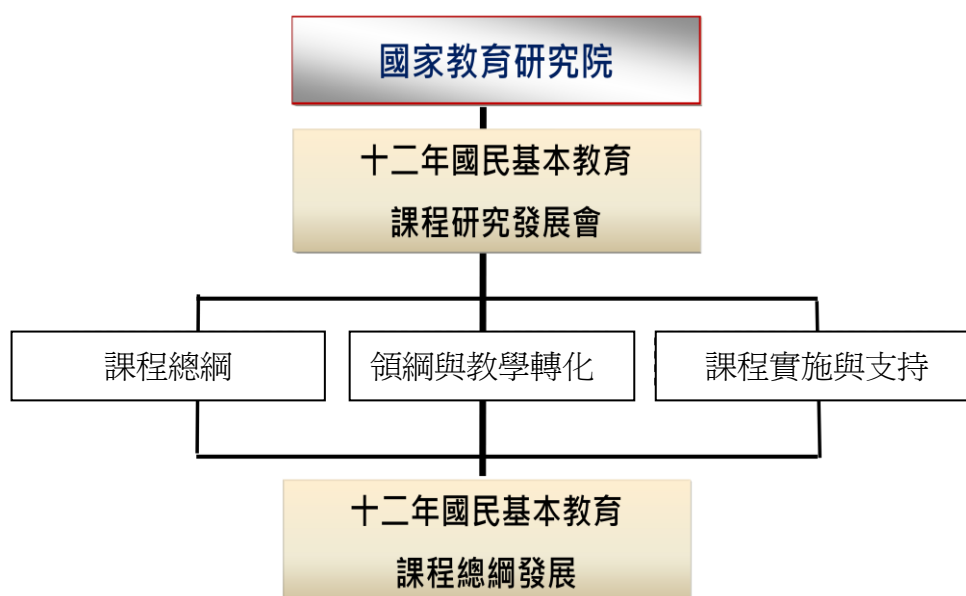 國家教育研究院
十二年國民基本教育
課程研究發展會
課程總綱
領綱與教學轉化
課程實施與支持
十二年國民基本教育
課程總綱發展